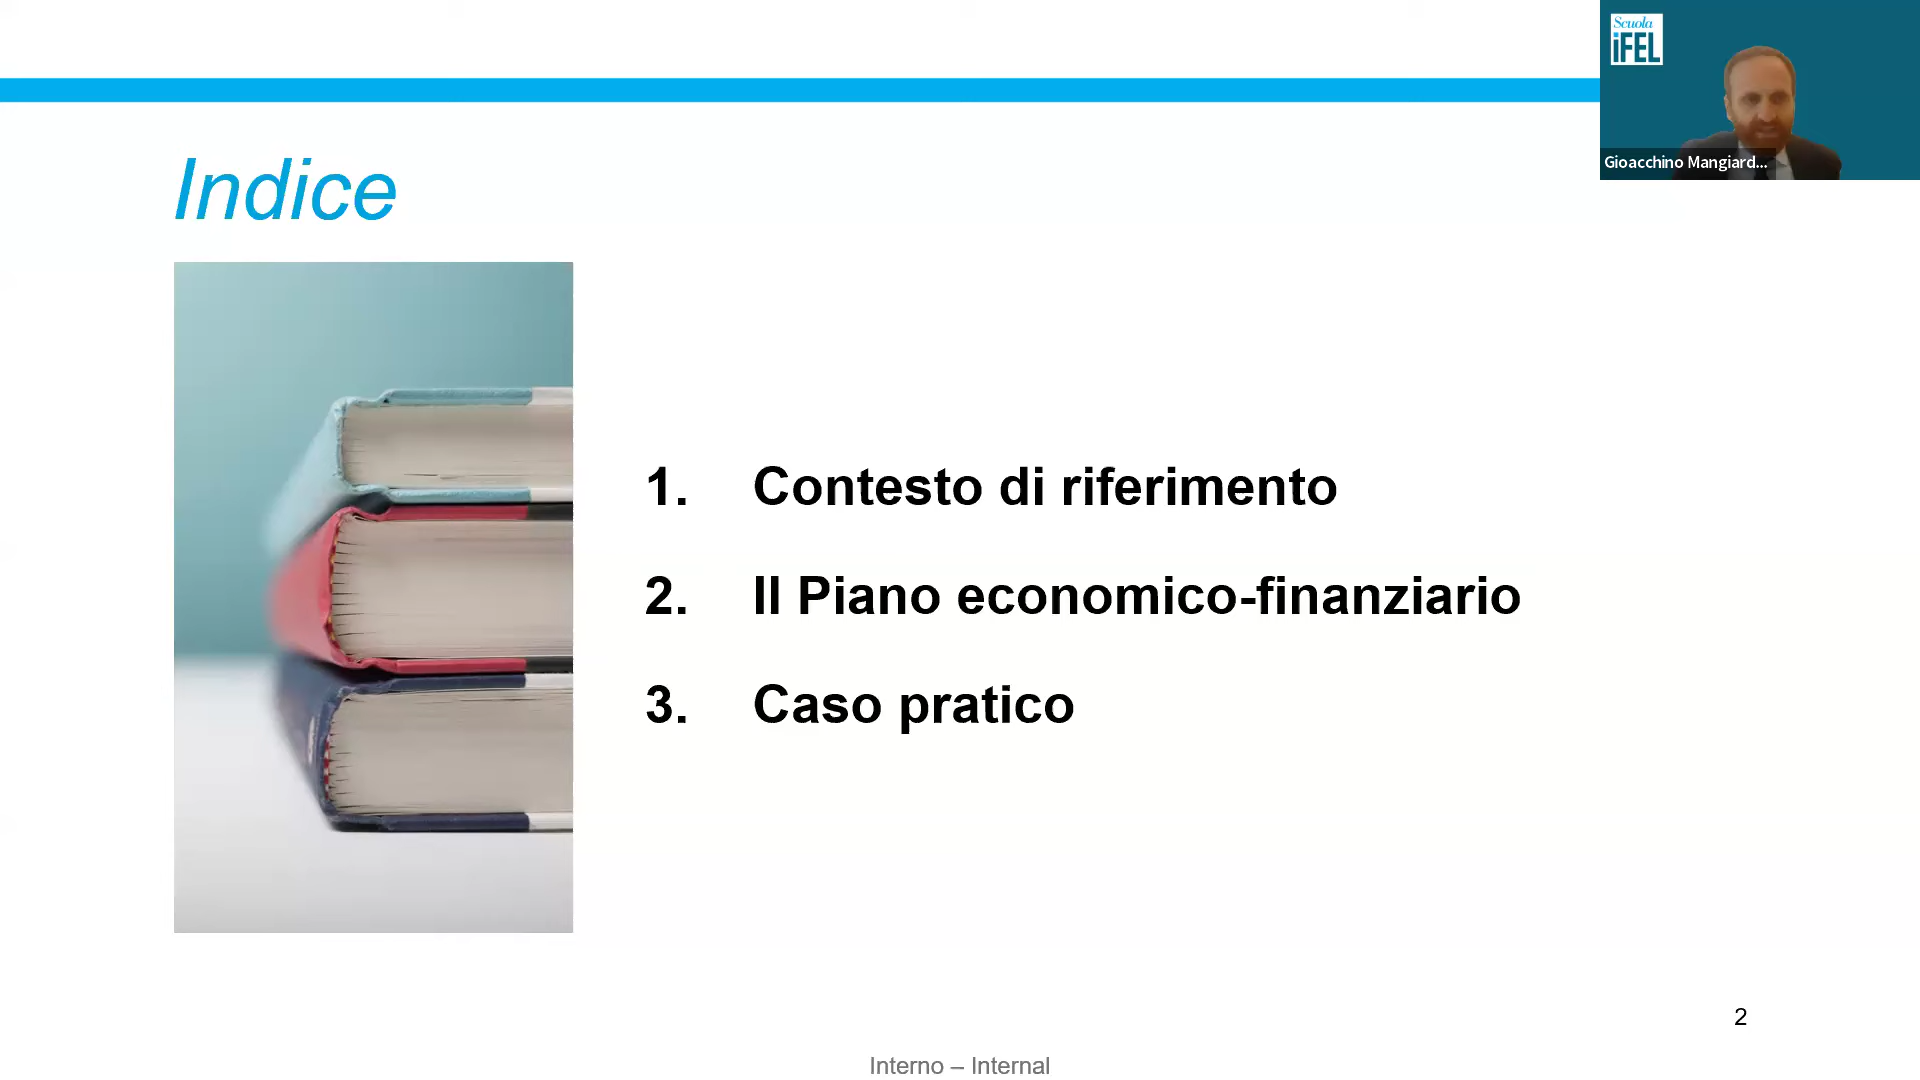 Scuola
iFEL
Gioacchino Mangiard...
Indice
1. Contesto di riferimento
2. Il Piano economico-finanziario
3. Caso pratico
2
Interno – Internal